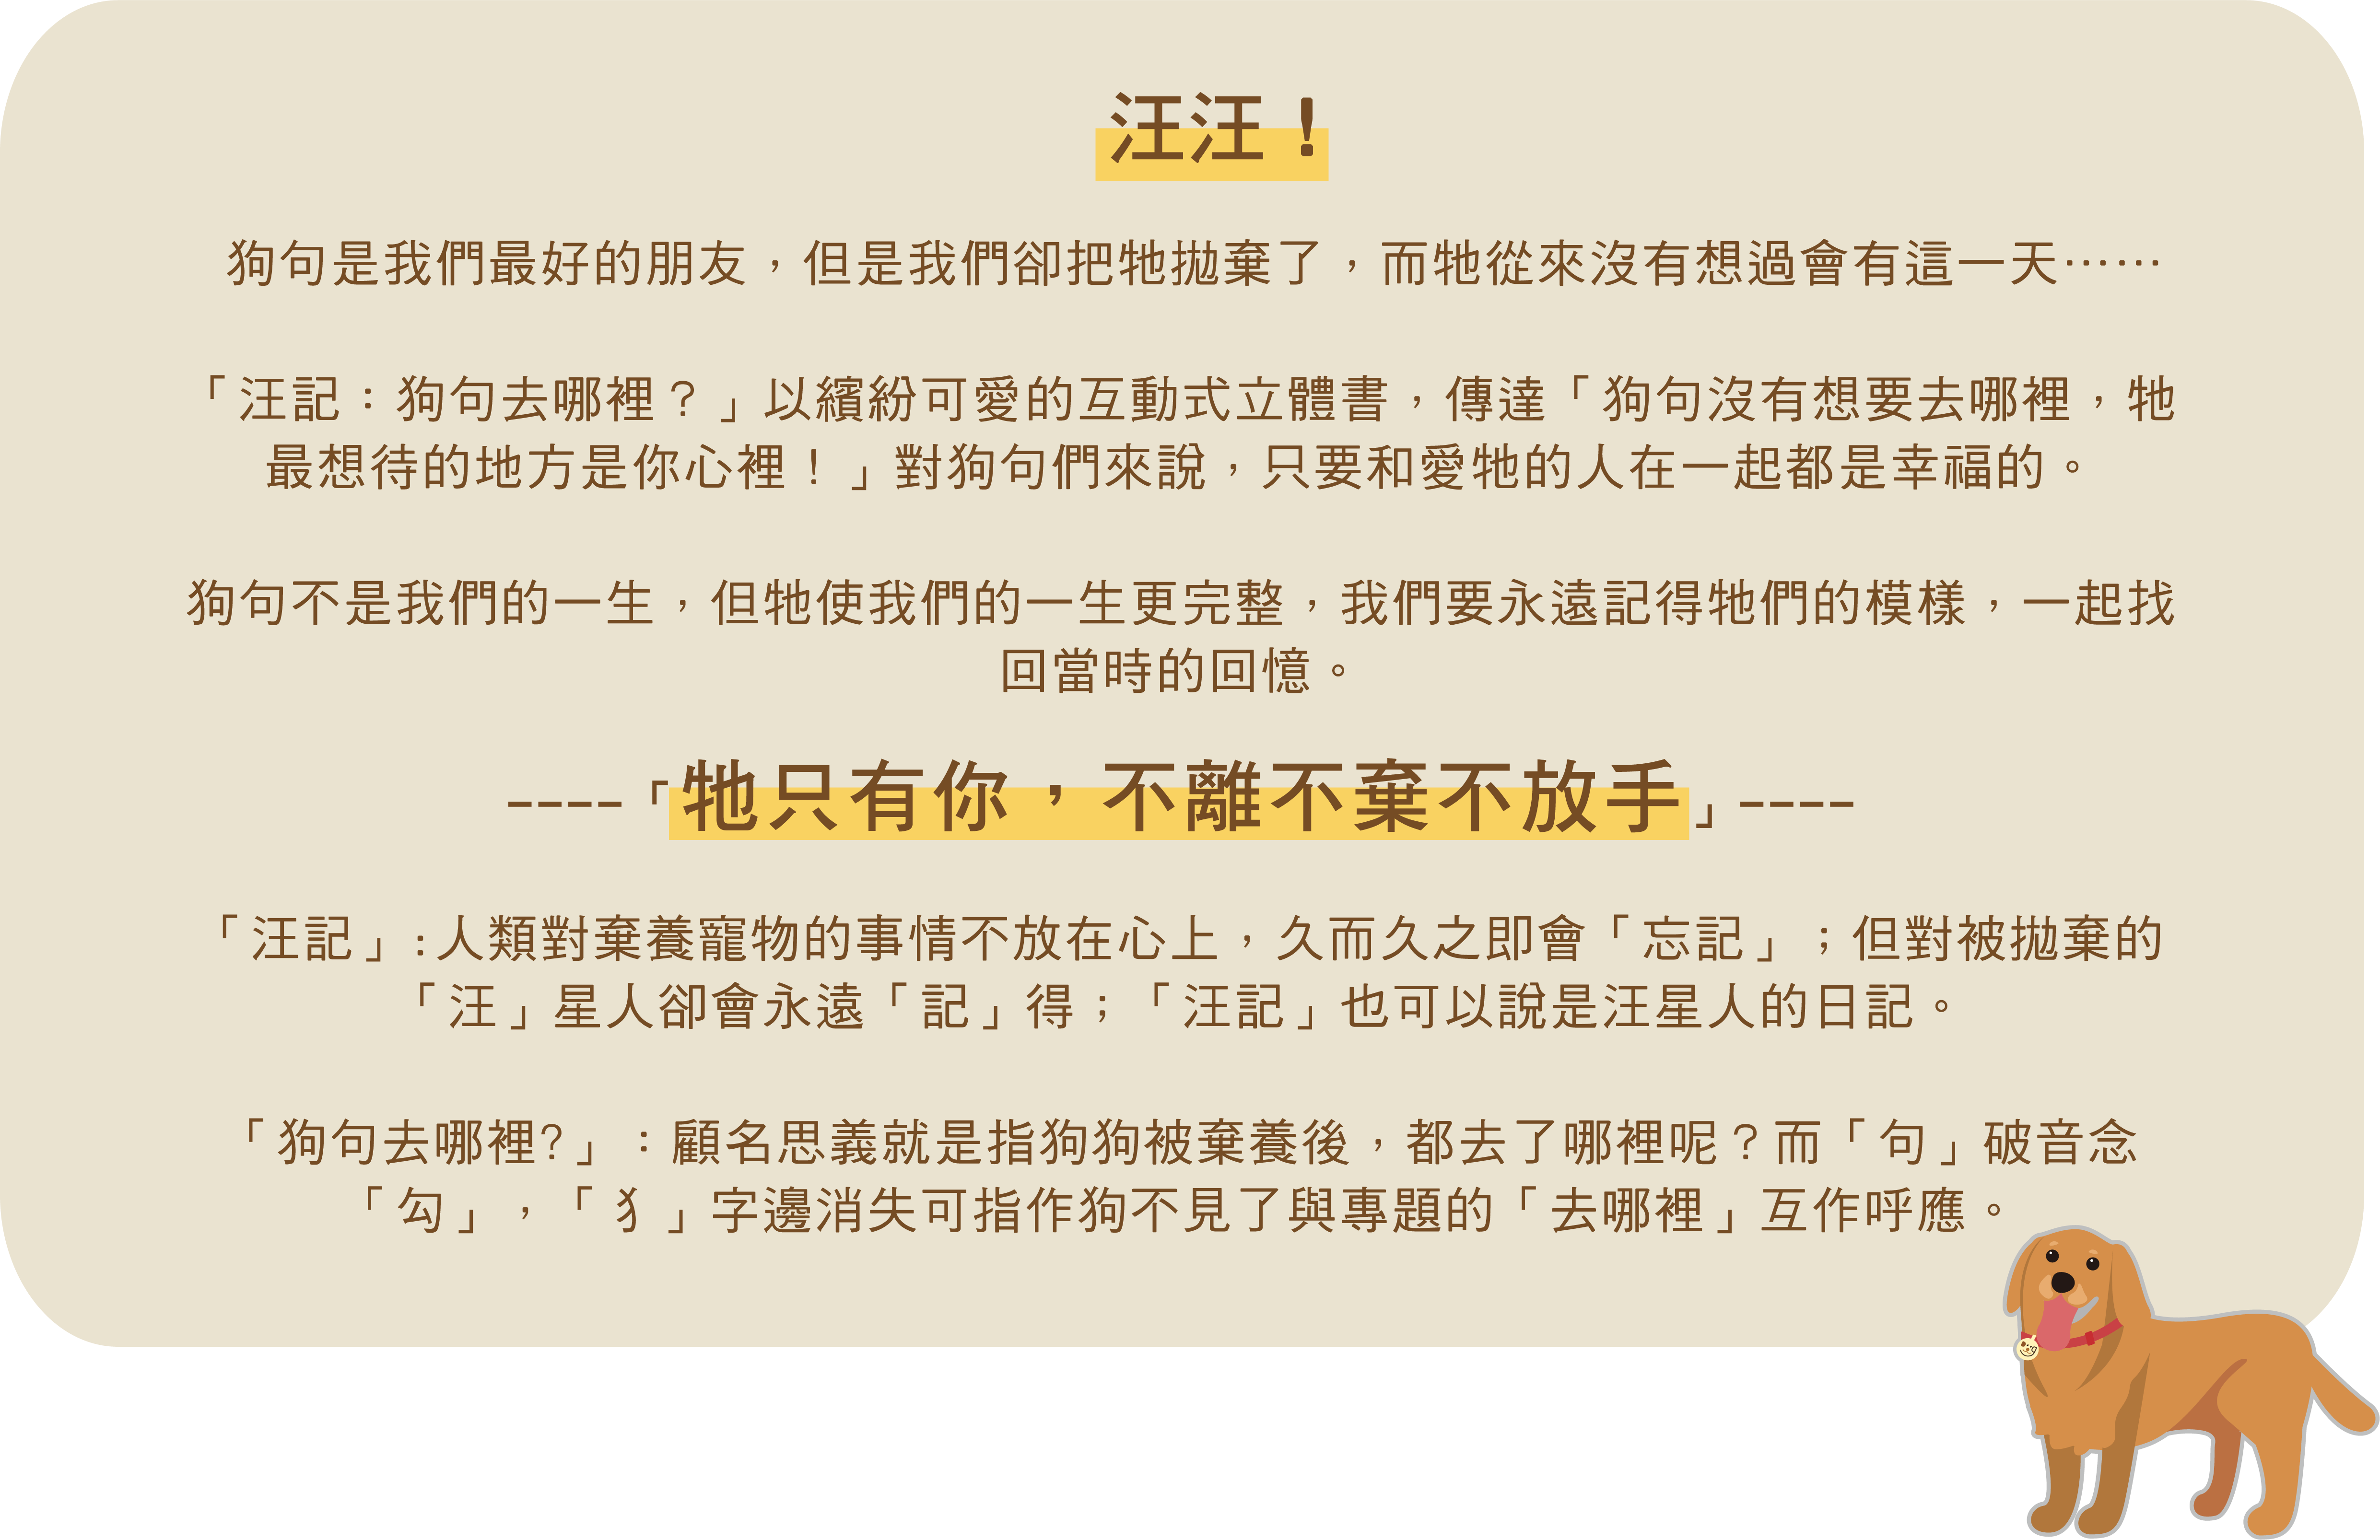 汪汪！
狗句是我們最好的朋友，但是我們卻把牠拋棄了，而牠從來沒有想過會有這一天……
「汪記：狗句去哪裡？」以繽紛可愛的互動式立體書，傳達「狗句沒有想要去哪裡，牠
最想待的地方是你心裡！」對狗句們來說，只要和愛牠的人在一起都是幸福的。
狗句不是我們的一生，但牠使我們的一生更完整，我們要永遠記得牠們的模樣，一起找
回當時的回憶。
----「牠只有你，不離不棄不放手」----
「汪記」:人類對棄養寵物的事情不放在心上，久而久之即會「忘記」；但對被拋棄的
「汪」星人卻會永遠「記」得；「汪記」也可以說是汪星人的日記。
「狗句去哪裡?」：顧名思義就是指狗狗被棄養後，都去了哪裡呢？而「句」破音念
「勾」，「犭」字邊消失可指作狗不見了與專題的「去哪裡」互作呼應。